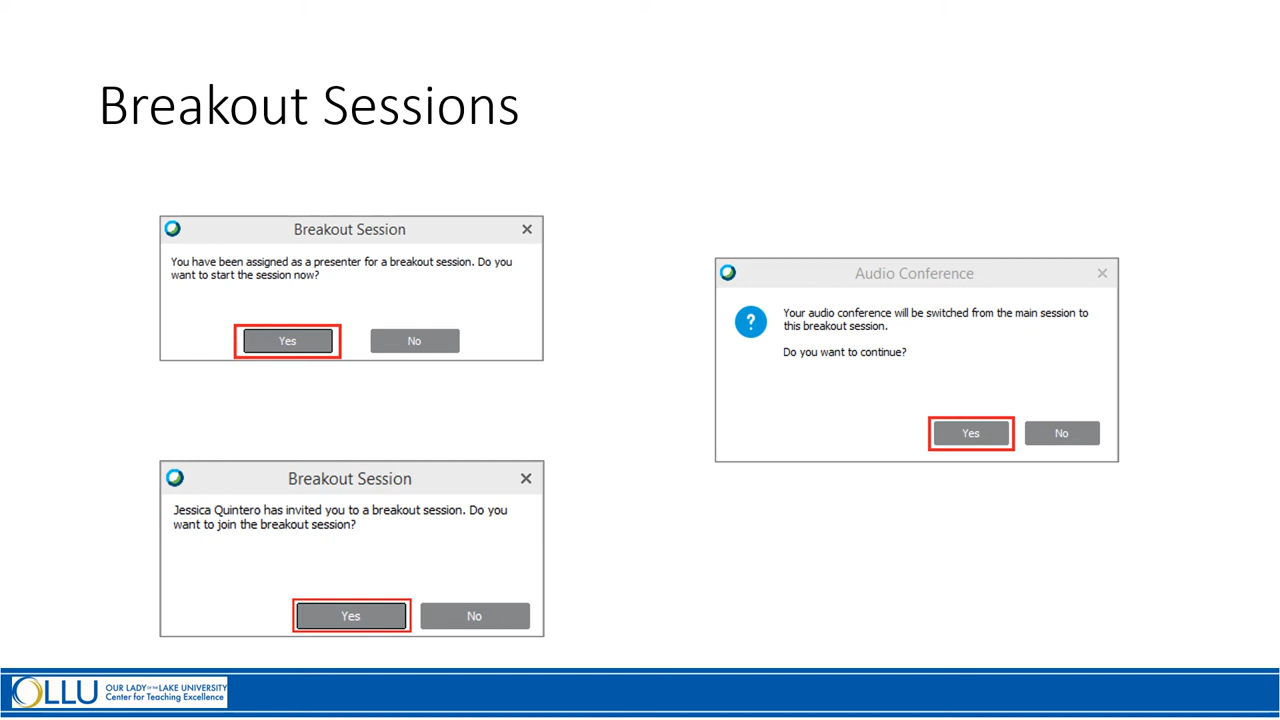 Breakout Sessions
Breakout Session
You have been assigned as a presenter for a breakout session. Do you
want to start the session now?
Yes
No
Audio Conference
?
Your audio conference will be switched from the main session to
this breakout session.
Do you want to continue?
Yes
No
Breakout Session
Jessica Quintero has invited you to a breakout session. Do you
want to join the breakout session?
Yes
No
OLLU
OUR LADY OF THE LAKE UNIVERSITY
Center for Teaching Excellence